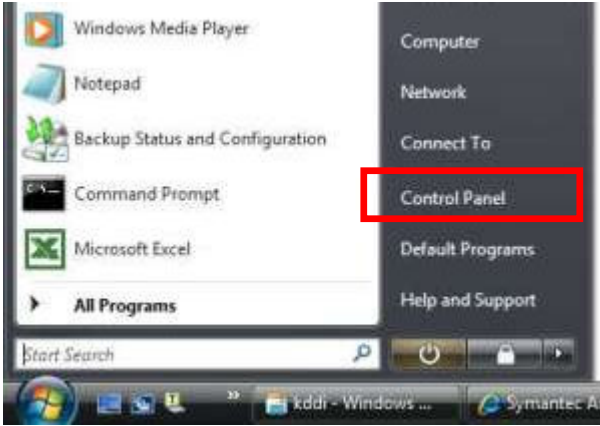 Windows Media Player
Notepad
Backup Status and Configuration
Command Prompt
Microsoft Excel
All Programs
Start Search
Computer
Network
Connect To
Control Panel
Default Programs
Help and Support
kddi - Windows ...
Symantec A